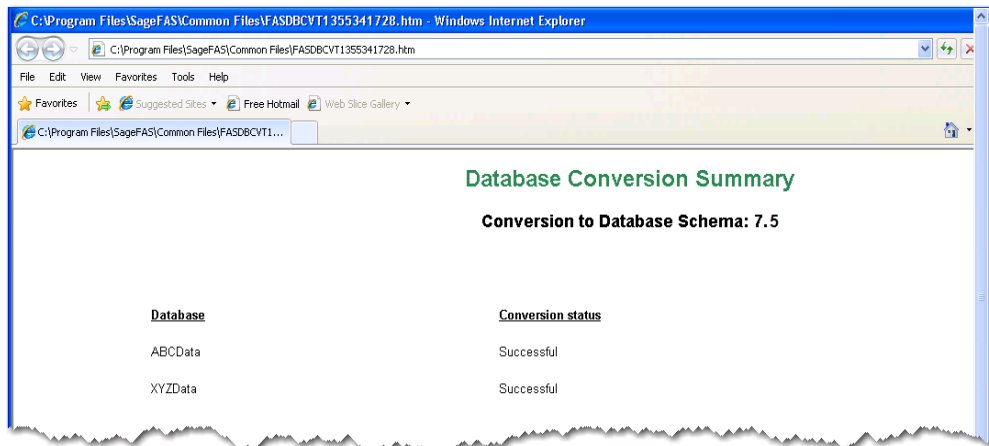 C:\Program Files\SageFAS\Common Files\FASDBCVT1355341728.htm - Windows Internet Explorer
C:\Program Files\SageFAS\Common Files\FASDBCVT1355341728.htm
File Edit View Favorites Tools Help
Favorites Suggested Sites Free Hotmail Web Slice Gallery
C:\Program Files\SageFAS\Common Files\FASDBCVT1...
Database Conversion Summary
Conversion to Database Schema: 7.5
Database Conversion status
ABCData Successful
XYZData Successful